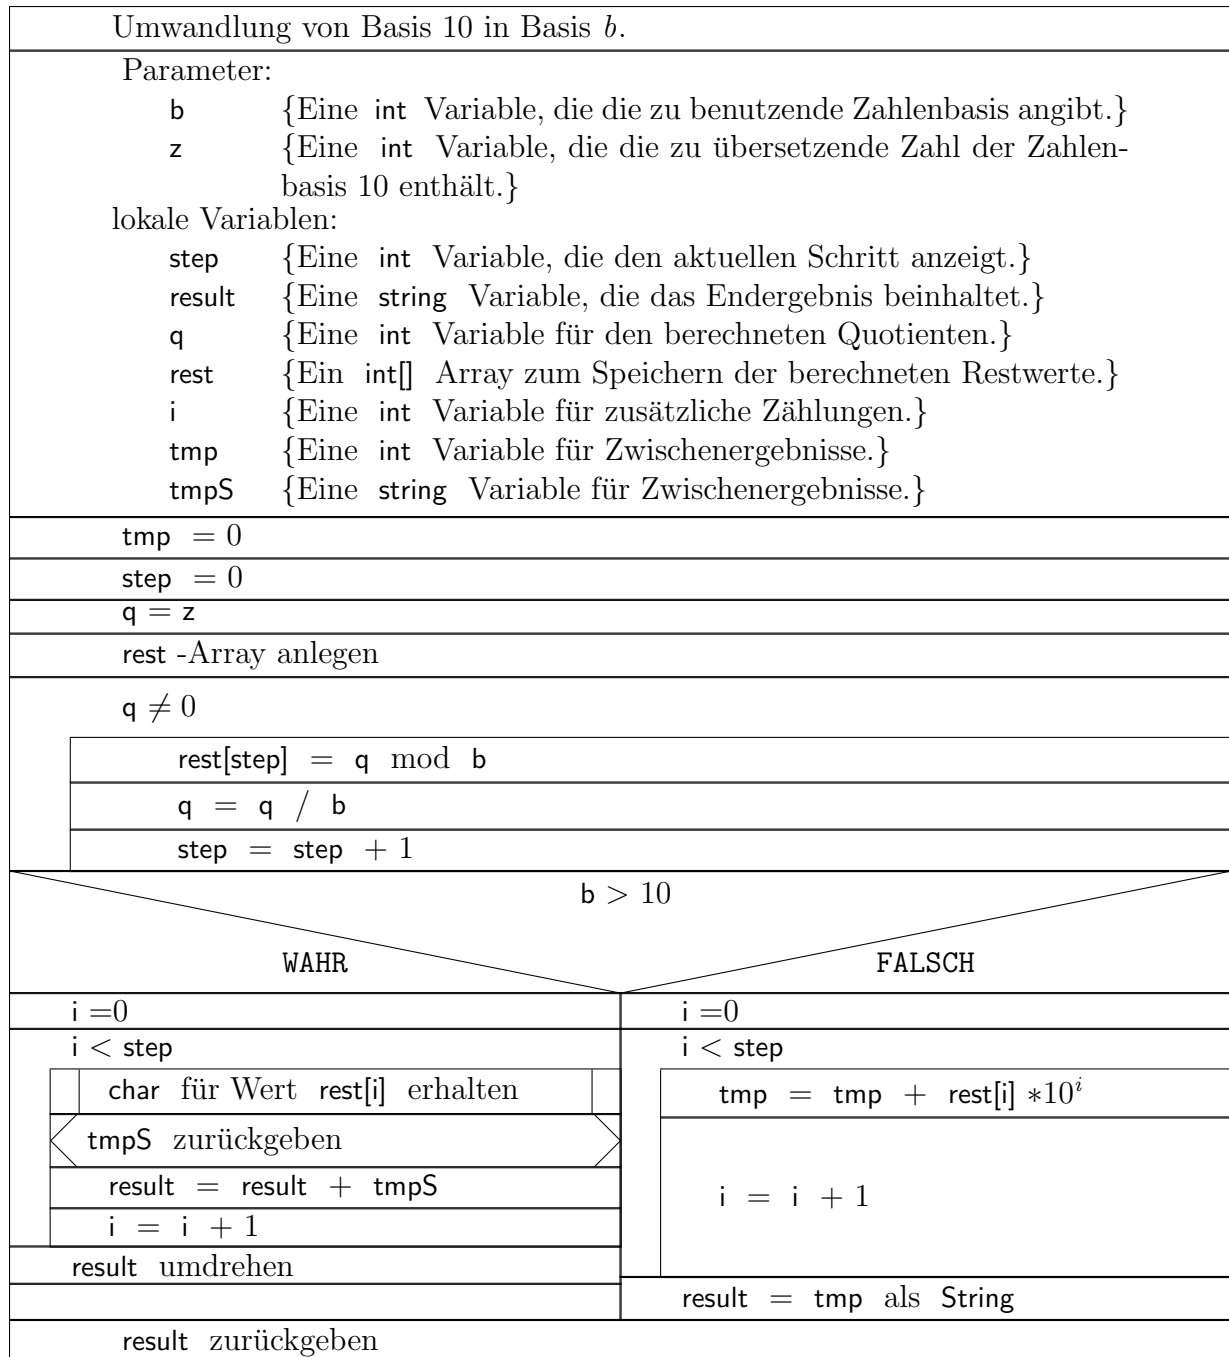 Umwandlung von Basis 10 in Basis b.
Parameter:
b {Eine int Variable, die die zu benutzende Zahlenbasis angibt.}
z {Eine int Variable, die die zu übersetzende Zahl der Zahlen-
basis 10 enthält.}
lokale Variablen:
step {Eine int Variable, die den aktuellen Schritt anzeigt.}
result {Eine string Variable, die das Endergebnis beinhaltet.}
q {Eine int Variable für den berechneten Quotienten.}
rest {Ein int[] Array zum Speichern der berechneten Restwerte.}
i {Eine int Variable für zusätzliche Zählungen.}
tmp {Eine int Variable für Zwischenergebnisse.}
tmpS {Eine string Variable für Zwischenergebnisse.}
tmp = 0
step = 0
q = z
rest -Array anlegen
q ≠ 0
rest[step] = q mod b
q = q / b
step = step + 1
b > 10
WAHR
FALSCH
i =0
i < step
char für Wert rest[i] erhalten
tmpS zurückgeben
result = result + tmpS
i = i + 1
result umdrehen
i =0
i < step
tmp = tmp + rest[i] *10^i
i = i + 1
result = tmp als String
result zurückgeben